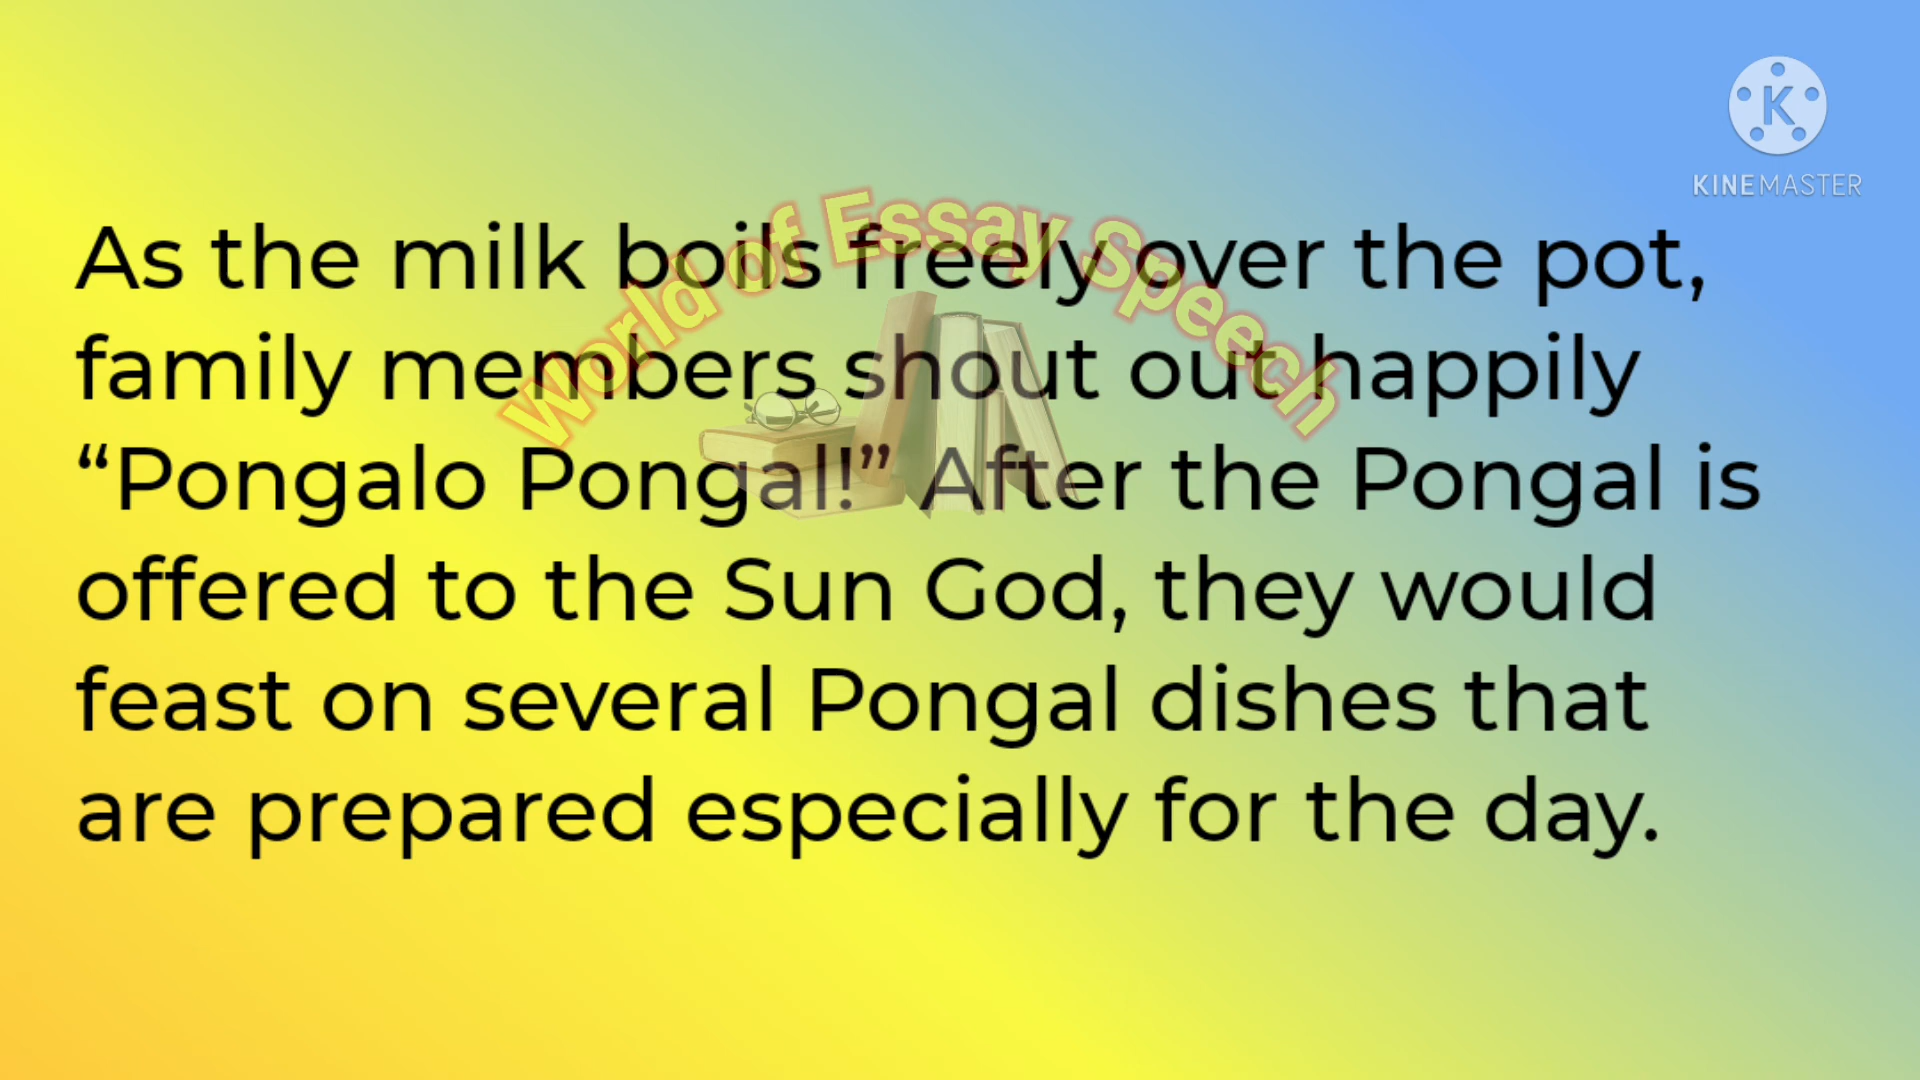 KINEMASTER
World of Essay Speech
As the milk boils freely over the pot,
family members shout out happily
“Pongalo Pongal!” After the Pongal is
offered to the Sun God, they would
feast on several Pongal dishes that
are prepared especially for the day.